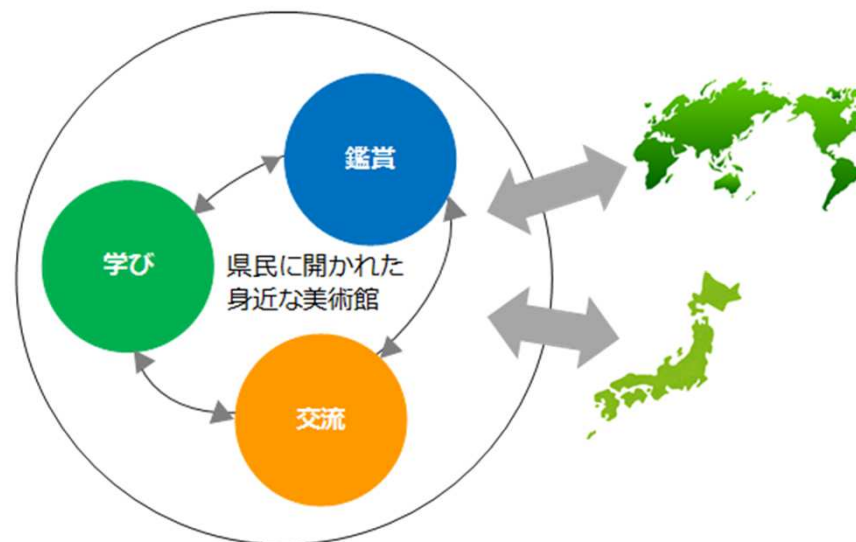 鑑賞
学び
県民に開かれた
身近な美術館
交流